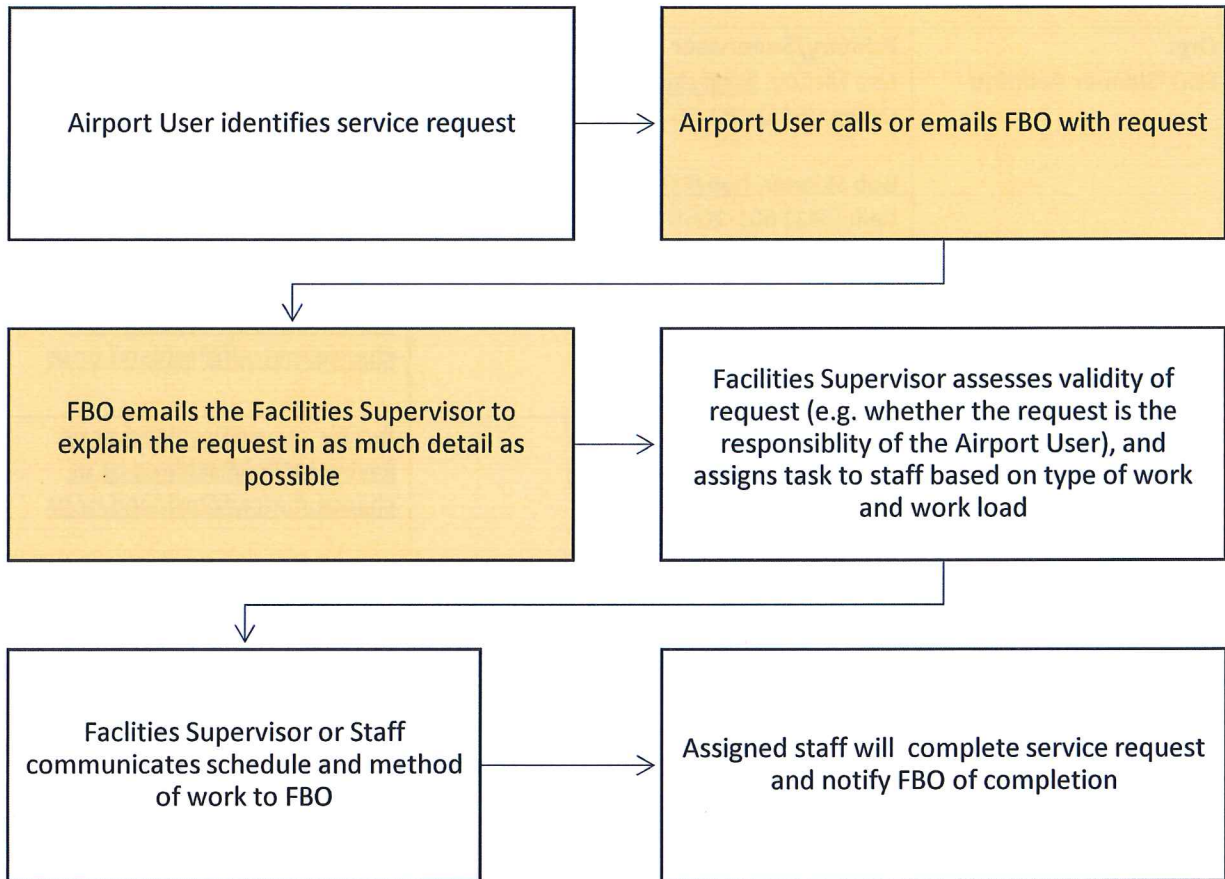 Airport User identifies service request
Airport User calls or emails FBO with request
FBO emails the Facilities Supervisor to
explain the request in as much detail as
possible
Facilities Supervisor assesses validity of
request (e.g. whether the request is the
responsiblity of the Airport User), and
assigns task to staff based on type of work
and work load
Faclities Supervisor or Staff
communicates schedule and method
of work to FBO
Assigned staff will complete service request
and notify FBO of completion